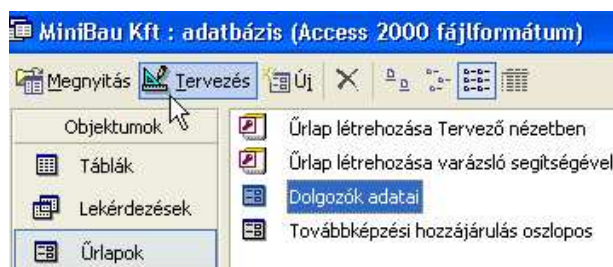 MiniBau Kft : adatbázis (Access 2000 fájlformátum)
Megnyitás Tervezés Új
Objektumok
Táblák
Lekérdezések
Űrlapok
Űrlap létrehozása Tervező nézetben
Űrlap létrehozása varázsló segítségével
Dolgozók adatai
Továbbképzési hozzájárulás oszlopos